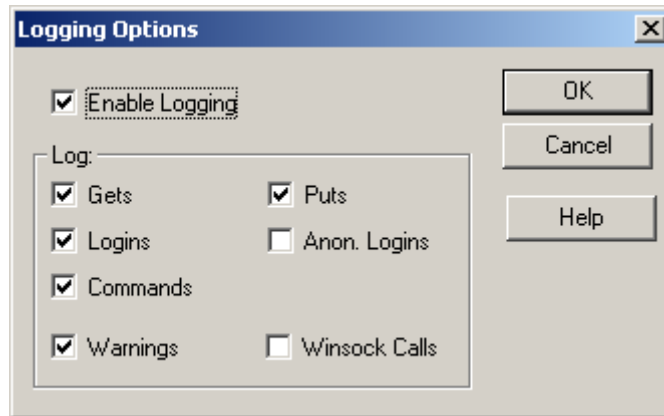 Logging Options
Enable Logging
OK
Cancel
Help
Log:
Gets
Puts
Logins
Anon. Logins
Commands
Warnings
Winsock Calls